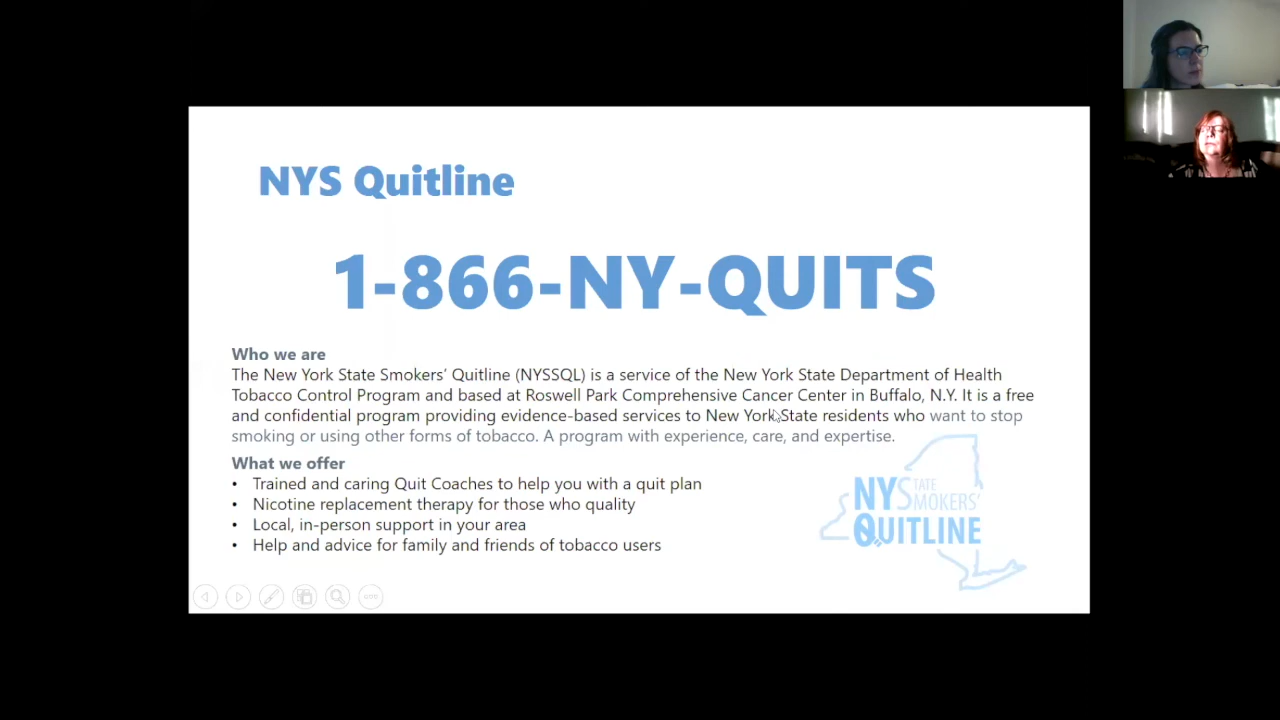 NYS Quitline
1-866-NY-QUITS
Who we are
The New York State Smokers’ Quitline (NYSSQL) is a service of the New York State Department of Health
Tobacco Control Program and based at Roswell Park Comprehensive Cancer Center in Buffalo, N.Y. It is a free
and confidential program providing evidence-based services to New York State residents who want to stop
smoking or using other forms of tobacco. A program with experience, care, and expertise.
What we offer
• Trained and caring Quit Coaches to help you with a quit plan
• Nicotine replacement therapy for those who quality
• Local, in-person support in your area
• Help and advice for family and friends of tobacco users
NYSTATE
SMOKERS’
QUITLINE